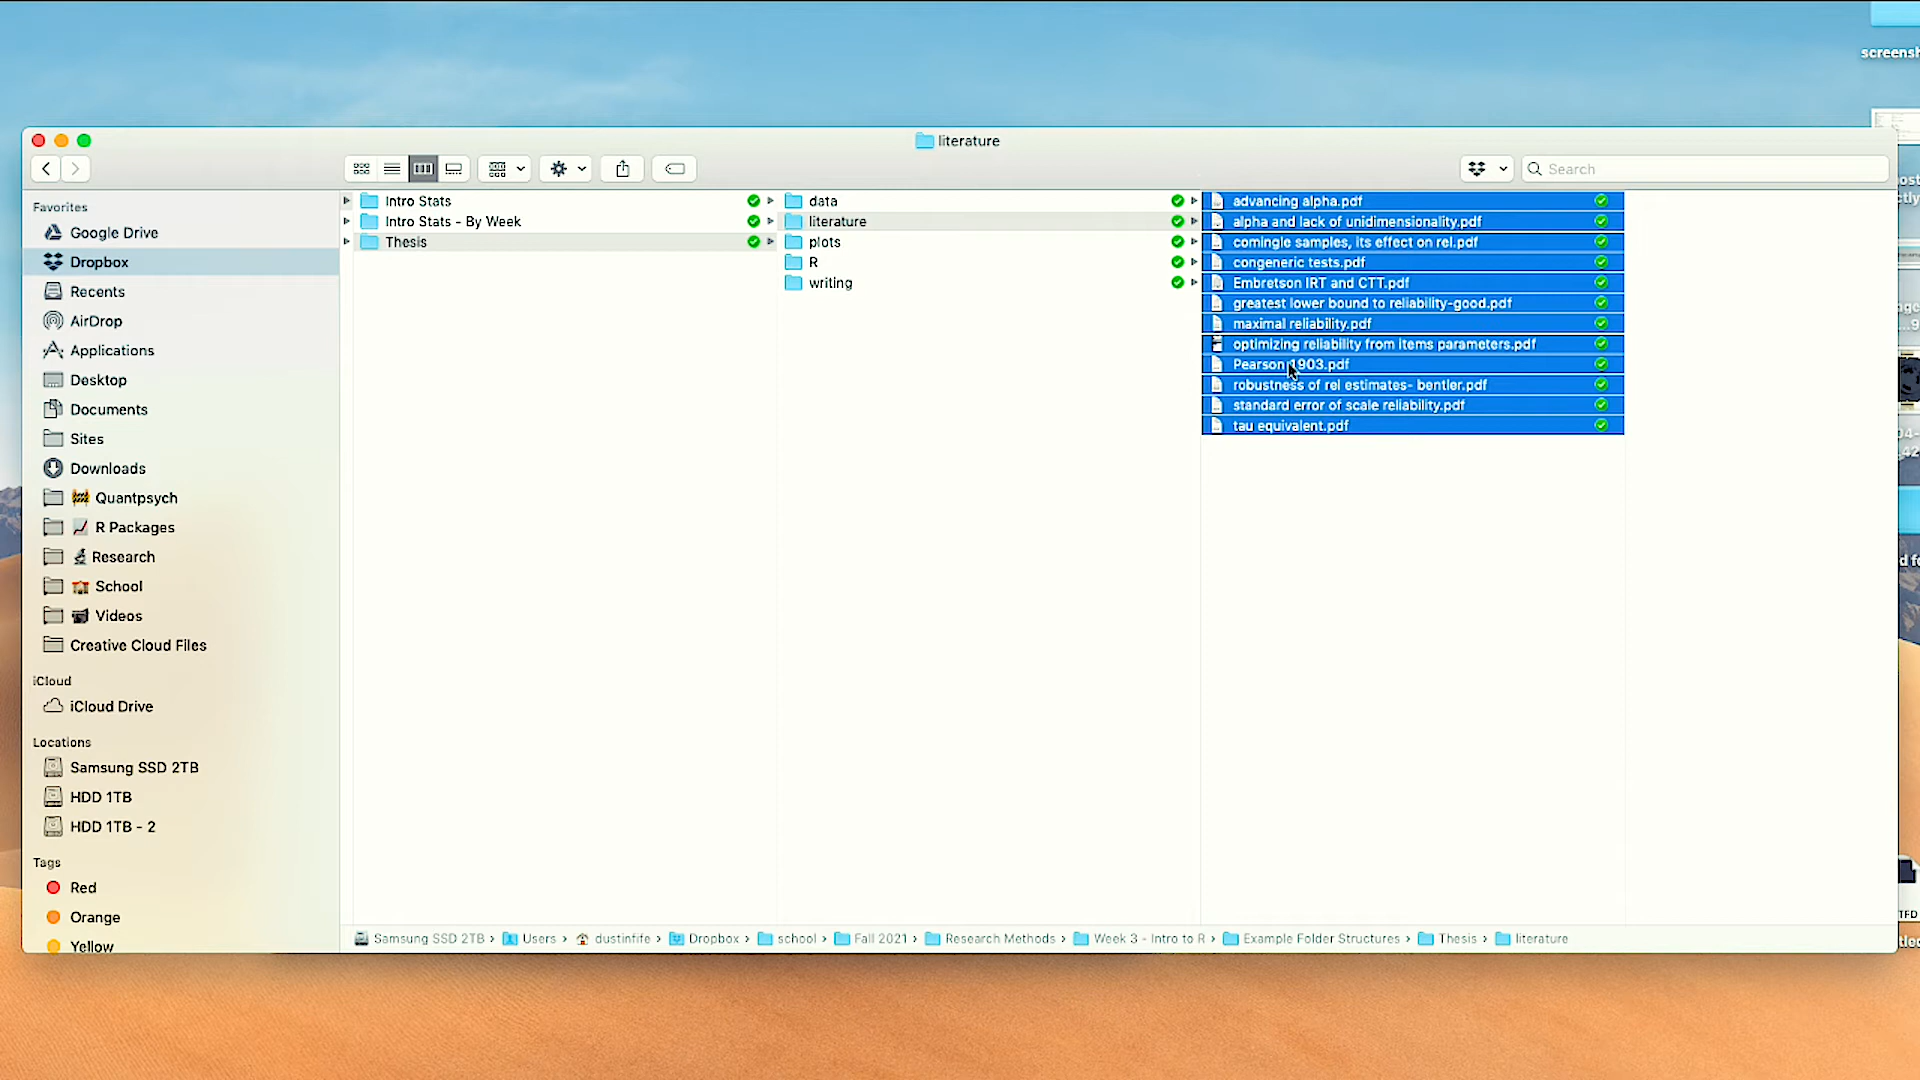 screensh
literature
Search
Favorites
Google Drive
Dropbox
Recents
AirDrop
Applications
Desktop
Documents
Sites
Downloads
Quantpsych
R Packages
Research
School
Videos
Creative Cloud Files
iCloud
iCloud Drive
Locations
Samsung SSD 2TB
HDD 1TB
HDD 1TB - 2
Tags
Red
Orange
Yellow
Intro Stats
Intro Stats - By Week
Thesis
data
literature
plots
R
writing
advancing alpha.pdf
alpha and lack of unidimensionality.pdf
comingle samples, its effect on rel.pdf
congeneric tests.pdf
Embretson IRT and CTT.pdf
greatest lower bound to reliability-good.pdf
maximal reliability.pdf
optimizing reliability from items parameters.pdf
Pearson 1903.pdf
robustness of rel estimates- bentler.pdf
standard error of scale reliability.pdf
tau equivalent.pdf
Samsung SSD 2TB › Users › dustinfife › Dropbox › school › Fall 2021 › Research Methods › Week 3 - Intro to R › Example Folder Structures › Thesis › literature